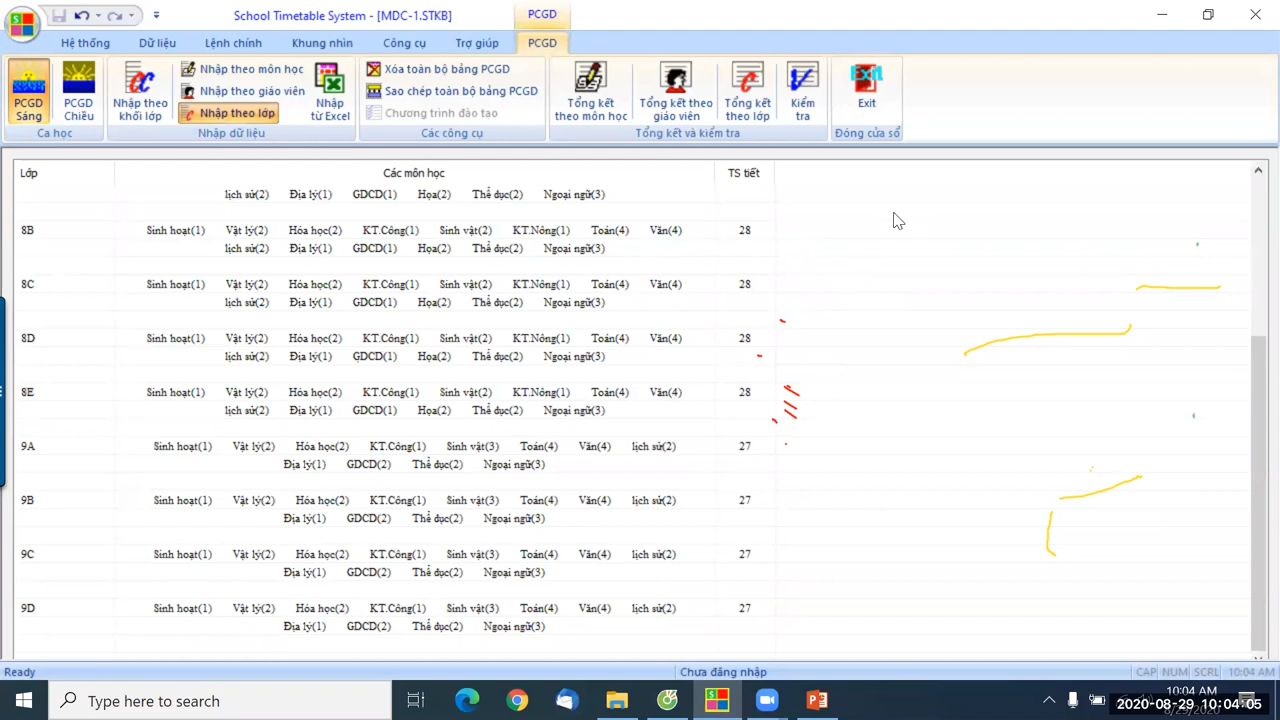 School Timetable System - [MDC-1.STKB]
PCGD
Hệ thống Dữ liệu Lệnh chính Khung nhìn Công cụ Trợ giúp PCGD
PCGD Sáng
PCGD Chiều
Ca học
Nhập theo khối lớp
Nhập theo môn học
Nhập theo giáo viên
Nhập theo lớp
Nhập từ Excel
Nhập dữ liệu
Xóa toàn bộ bảng PCGD
Sao chép toàn bộ bảng PCGD
Chương trình đào tạo
Các công cụ
Tổng kết theo môn học
Tổng kết theo giáo viên
Tổng kết theo lớp
Kiểm tra
Tổng kết và kiểm tra
Exit
Đóng cửa sổ
Lớp Các môn học TS tiết
lịch sử(2) Địa lý(1) GDCD(1) Họa(2) Thể dục(2) Ngoại ngữ(3)
8B Sinh hoạt(1) Vật lý(2) Hóa học(2) KT.Công(1) Sinh vật(2) KT.Nông(1) Toán(4) Văn(4) 28
lịch sử(2) Địa lý(1) GDCD(1) Họa(2) Thể dục(2) Ngoại ngữ(3)
8C Sinh hoạt(1) Vật lý(2) Hóa học(2) KT.Công(1) Sinh vật(2) KT.Nông(1) Toán(4) Văn(4) 28
lịch sử(2) Địa lý(1) GDCD(1) Họa(2) Thể dục(2) Ngoại ngữ(3)
8D Sinh hoạt(1) Vật lý(2) Hóa học(2) KT.Công(1) Sinh vật(2) KT.Nông(1) Toán(4) Văn(4) 28
lịch sử(2) Địa lý(1) GDCD(1) Họa(2) Thể dục(2) Ngoại ngữ(3)
8E Sinh hoạt(1) Vật lý(2) Hóa học(2) KT.Công(1) Sinh vật(2) KT.Nông(1) Toán(4) Văn(4) 28
lịch sử(2) Địa lý(1) GDCD(1) Họa(2) Thể dục(2) Ngoại ngữ(3)
9A Sinh hoạt(1) Vật lý(2) Hóa học(2) KT.Công(1) Sinh vật(3) Toán(4) Văn(4) lịch sử(2) 27
Địa lý(1) GDCD(2) Thể dục(2) Ngoại ngữ(3)
9B Sinh hoạt(1) Vật lý(2) Hóa học(2) KT.Công(1) Sinh vật(3) Toán(4) Văn(4) lịch sử(2) 27
Địa lý(1) GDCD(2) Thể dục(2) Ngoại ngữ(3)
9C Sinh hoạt(1) Vật lý(2) Hóa học(2) KT.Công(1) Sinh vật(3) Toán(4) Văn(4) lịch sử(2) 27
Địa lý(1) GDCD(2) Thể dục(2) Ngoại ngữ(3)
9D Sinh hoạt(1) Vật lý(2) Hóa học(2) KT.Công(1) Sinh vật(3) Toán(4) Văn(4) lịch sử(2) 27
Địa lý(1) GDCD(2) Thể dục(2) Ngoại ngữ(3)
Ready Chưa đăng nhập CAP NUM SCRL 10:04 AM
Type here to search
10:04 AM
2020-08-29 10:04:05